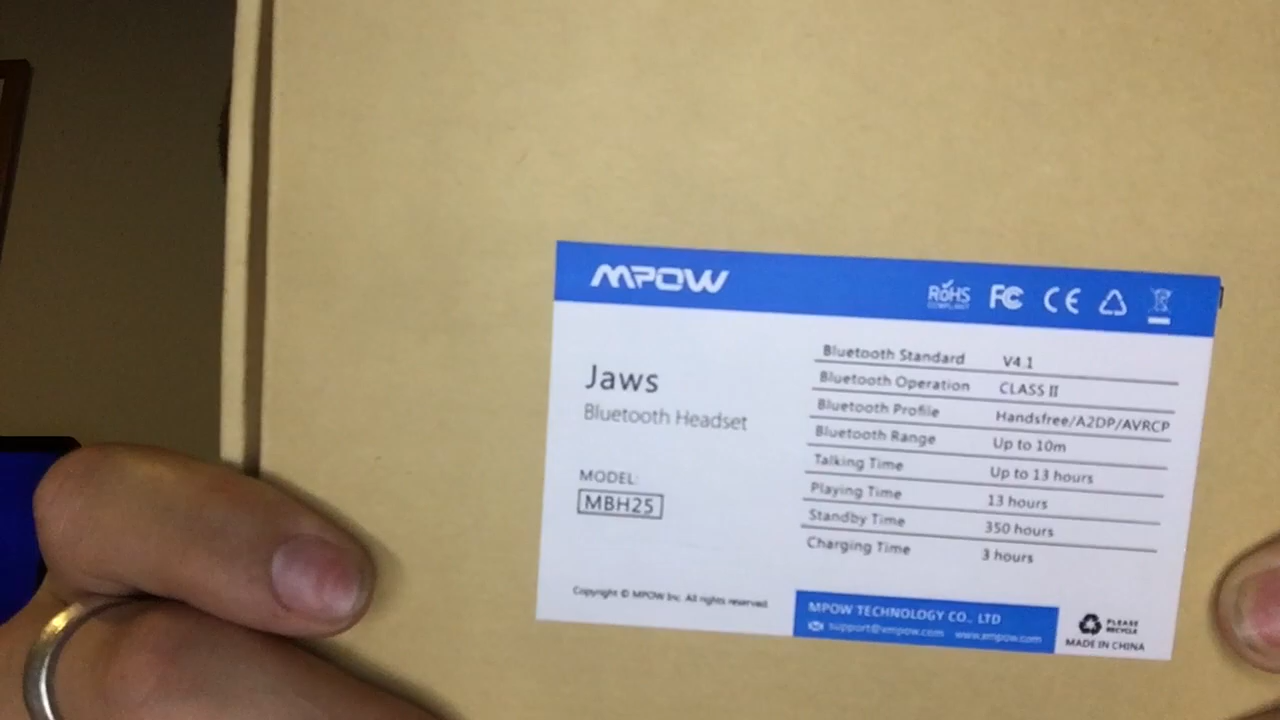 MPOW
RoHS
COMPLIANT
FC CE
Jaws
Bluetooth Headset
MODEL:
MBH25
Bluetooth Standard V4.1
Bluetooth Operation CLASS II
Bluetooth Profile Handsfree/A2DP/AVRCP
Bluetooth Range Up to 10m
Talking Time Up to 13 hours
Playing Time 13 hours
Standby Time 350 hours
Charging Time 3 hours
Copyright © MPOW Inc. All rights reserved.
MPOW TECHNOLOGY CO., LTD
support@xmpow.com www.xmpow.com
PLEASE
RECYCLE
MADE IN CHINA